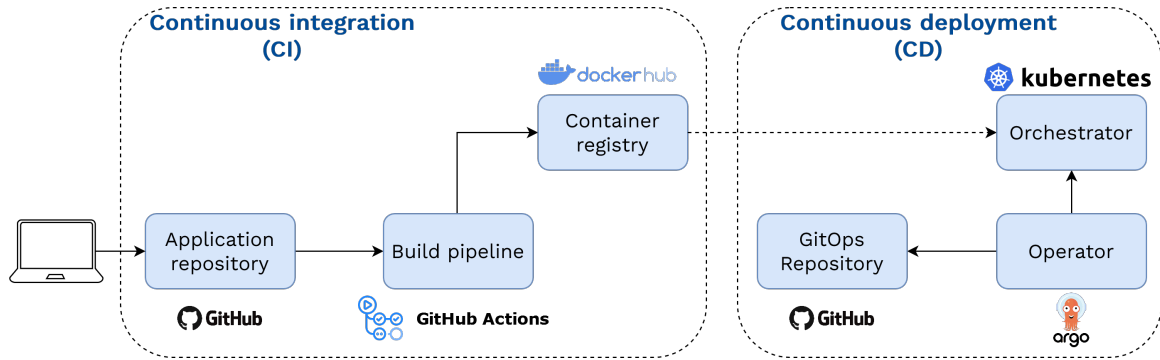 Continuous integration
(CI)
dockerhub
Container
registry
Application
repository
Build pipeline
GitHub
GitHub Actions
Continuous deployment
(CD)
kubernetes
Orchestrator
GitOps
Repository
Operator
GitHub
argo